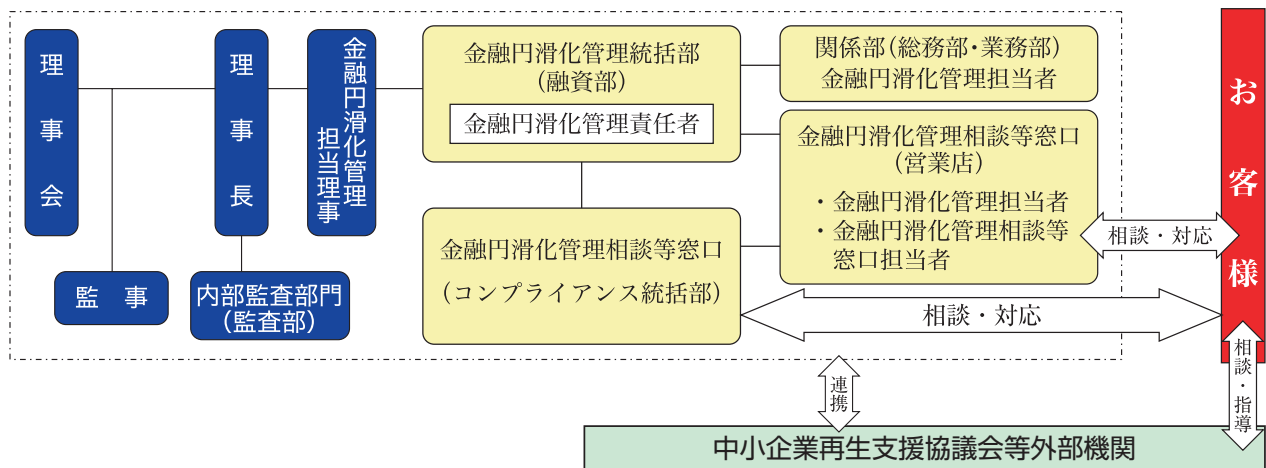 理事会
監　事
理事長
内部監査部門
（監査部）
金融円滑化管理
担当理事
金融円滑化管理統括部
（融資部）
金融円滑化管理責任者
金融円滑化管理相談等窓口
（コンプライアンス統括部）
関係部（総務部・業務部）
金融円滑化管理担当者
金融円滑化管理相談等窓口
（営業店）
・金融円滑化管理担当者
・金融円滑化管理相談等
窓口担当者
相談・対応
相談・対応
お客様
連携
相談・指導
中小企業再生支援協議会等外部機関